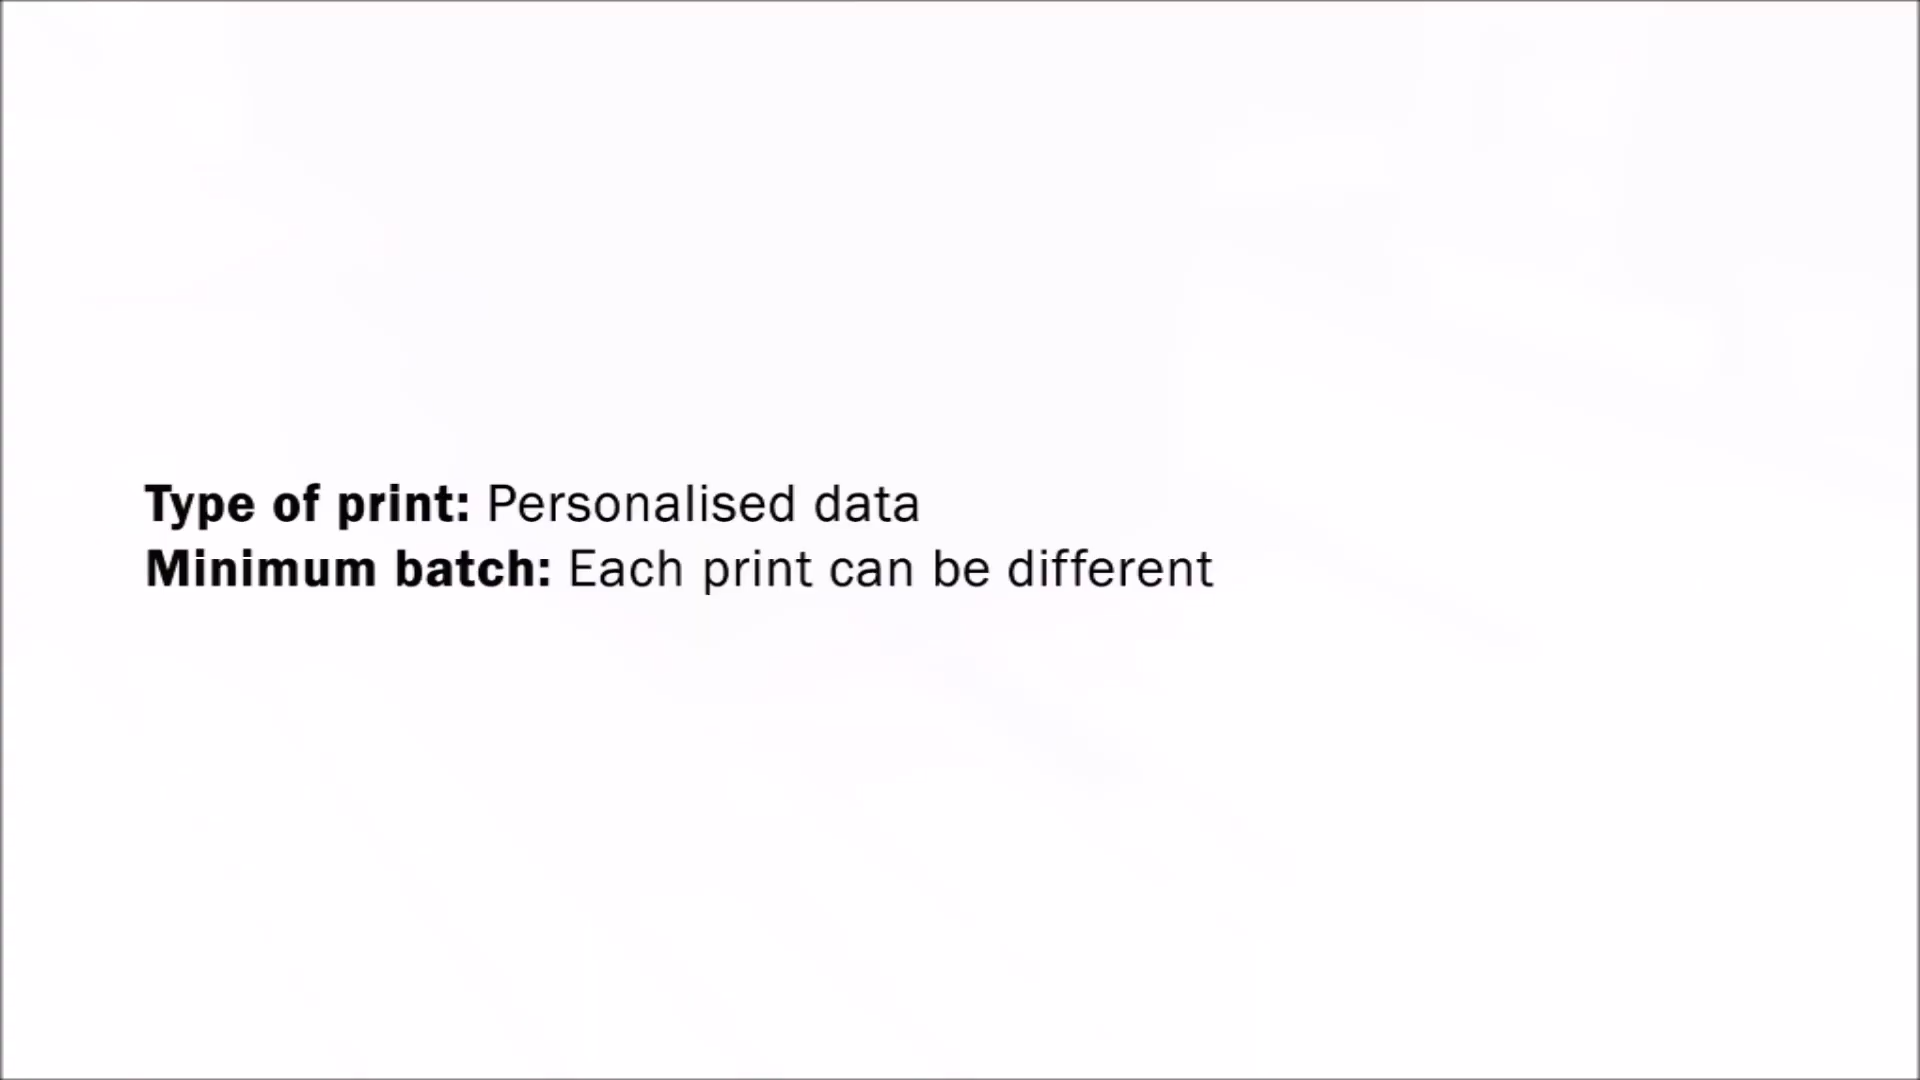 Type of print: Personalised data
Minimum batch: Each print can be different